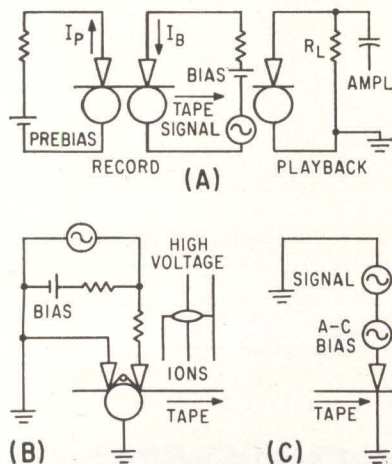 I_P
I_B
R_L
BIAS
AMPL
PREBIAS
TAPE
SIGNAL
RECORD
PLAYBACK
(A)
HIGH
VOLTAGE
BIAS
IONS
TAPE
(B)
SIGNAL
A-C
BIAS
TAPE
(C)